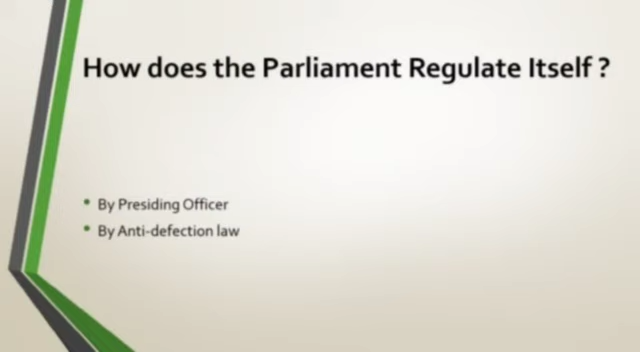 How does the Parliament Regulate Itself ?
• By Presiding Officer
• By Anti-defection law